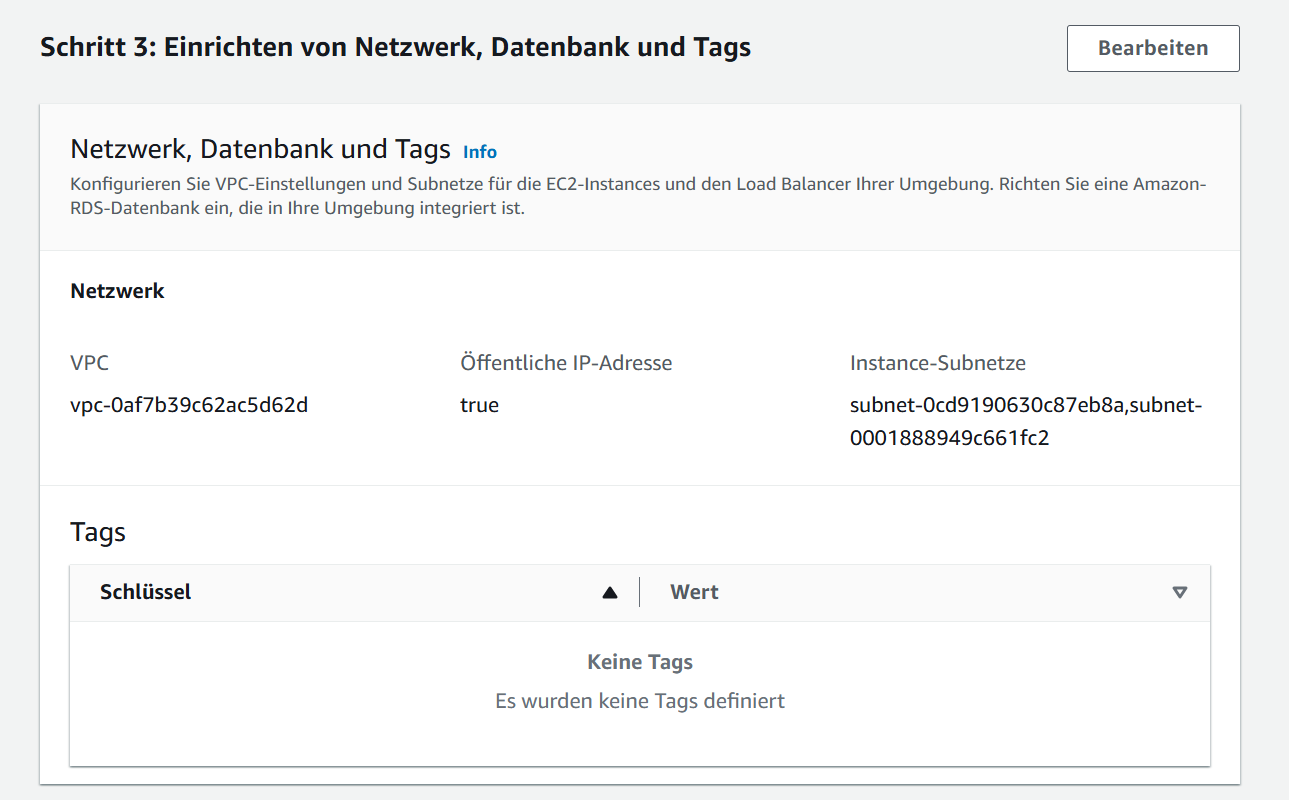 Schritt 3: Einrichten von Netzwerk, Datenbank und Tags
Bearbeiten
Netzwerk, Datenbank und Tags Info
Konfigurieren Sie VPC-Einstellungen und Subnetze für die EC2-Instances und den Load Balancer Ihrer Umgebung. Richten Sie eine Amazon-
RDS-Datenbank ein, die in Ihre Umgebung integriert ist.
Netzwerk
VPC
vpc-0af7b39c62ac5d62d
Öffentliche IP-Adresse
true
Instance-Subnetze
subnet-0cd9190630c87eb8a,subnet-
0001888949c661fc2
Tags
Schlüssel
Wert
Keine Tags
Es wurden keine Tags definiert